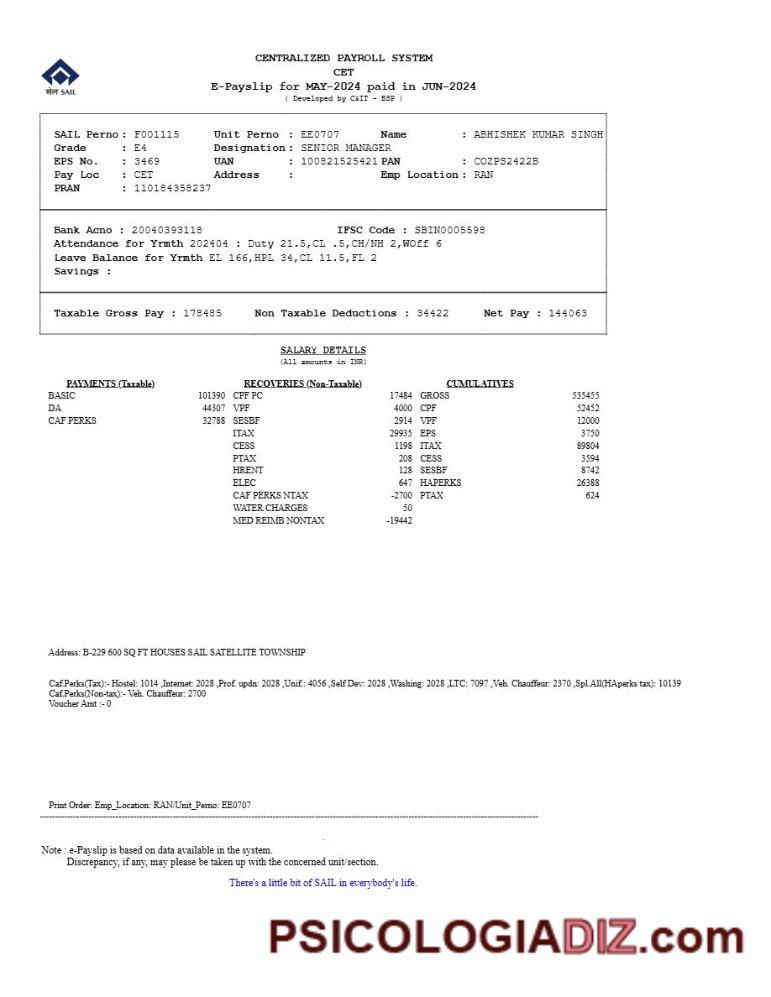 CENTRALIZED PAYROLL SYSTEM
CET
E-Payslip for MAY-2024 paid in JUN-2024
( Developed by C&IT - BSP )
सेल SAIL
SAIL Perno : F001115 Unit Perno : EE0707 Name : ABHISHEK KUMAR SINGH
Grade : E4 Designation : SENIOR MANAGER
EPS No. : 3469 UAN : 100821525421 PAN : COZPS2422B
Pay Loc : CET Address : Emp Location : RAN
PRAN : 110184358237
Bank Acno : 20040393118 IFSC Code : SBIN0005598
Attendance for Yrmth 202404 : Duty 21.5,CL .5,CH/NH 2,WOff 6
Leave Balance for Yrmth EL 166,HPL 34,CL 11.5,FL 2
Savings :
Taxable Gross Pay : 178485 Non Taxable Deductions : 34422 Net Pay : 144063
SALARY DETAILS
(All amounts in INR)
PAYMENTS (Taxable) RECOVERIES (Non-Taxable) CUMULATIVES
BASIC 101390 CPF PC 17484 GROSS 535455
DA 44307 VPF 4000 CPF 52452
CAF PERKS 32788 SESBF 2914 VPF 12000
ITAX 29935 EPS 3750
CESS 1198 ITAX 89804
PTAX 208 CESS 3594
HRENT 128 SESBF 8742
ELEC 647 HAPERKS 26388
CAF PERKS NTAX -2700 PTAX 624
WATER CHARGES 50
MED REIMB NONTAX -19442
Address: B-229 600 SQ FT HOUSES SAIL SATELLITE TOWNSHIP
Caf.Perks(Tax):- Hostel: 1014 ,Internet: 2028 ,Prof. updn: 2028 ,Unif.: 4056 ,Self Dev: 2028 ,Washing: 2028 ,LTC: 7097 ,Veh. Chauffeur: 2370 ,Spl.All(HAperks tax): 10139
Caf.Perks(Non-tax):- Veh. Chauffeur: 2700
Voucher Amt :- 0
Print Order: Emp_Location: RAN/Unit_Perno: EE0707
Note : e-Payslip is based on data available in the system.
Discrepancy, if any, may please be taken up with the concerned unit/section.
There's a little bit of SAIL in everybody's life.
PSICOLOGIADIZ.com